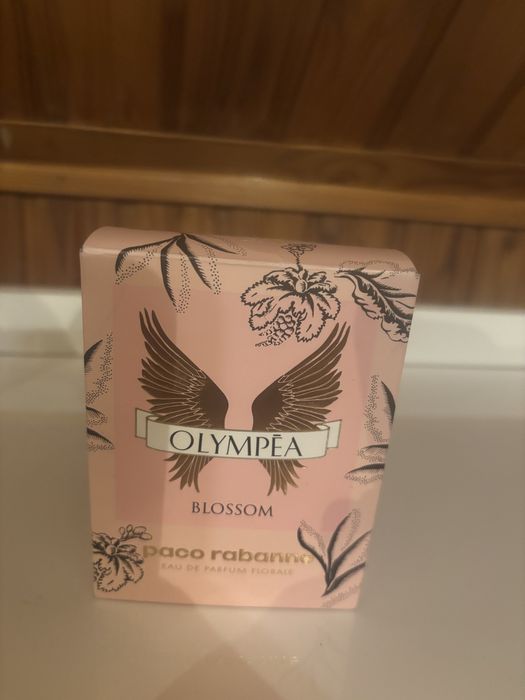 OLYMPĒA
BLOSSOM
paco rabanne
EAU DE PARFUM FLORALE